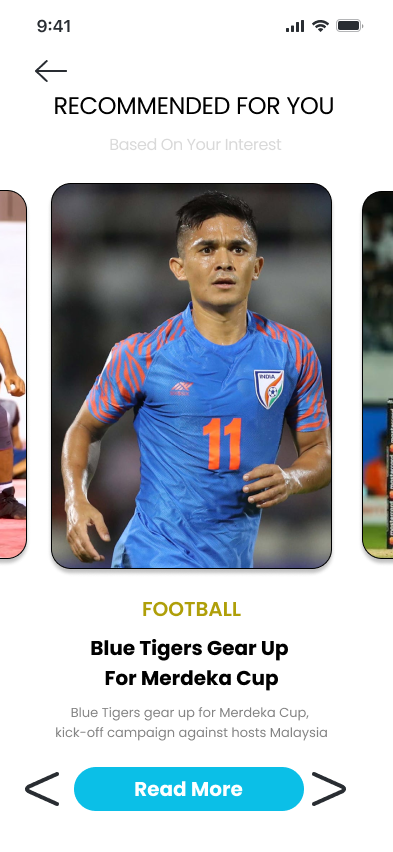 9:41
RECOMMENDED FOR YOU
Based On Your Interest
INDIA
11
FOOTBALL
Blue Tigers Gear Up
For Merdeka Cup
Blue Tigers gear up for Merdeka Cup,
kick-off campaign against hosts Malaysia
Read More